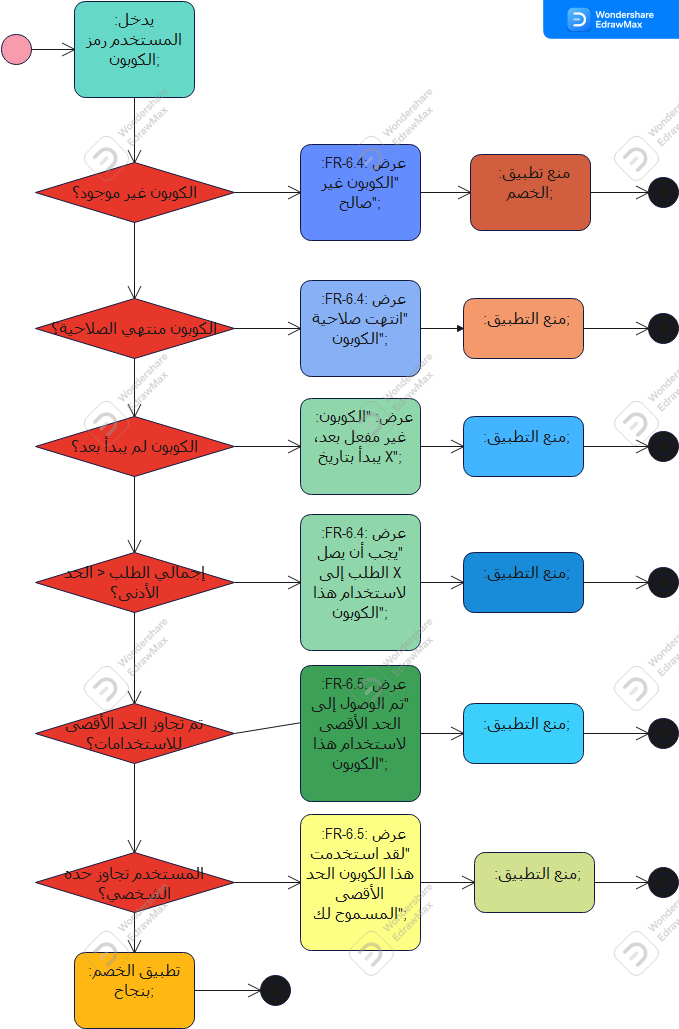 Wondershare
EdrawMax
:يدخل
المستخدم رمز
الكوبون;
الكوبون غير موجود؟
:FR-6.4: عرض
"الكوبون غير
صالح";
:منع تطبيق
الخصم;
الكوبون منتهي الصلاحية؟
:FR-6.4: عرض
"انتهت صلاحية
الكوبون";
:منع التطبيق;
الكوبون لم يبدأ بعد؟
:عرض: "الكوبون
غير مفعل بعد،
يبدأ بتاريخ X";
:منع التطبيق;
إجمالي الطلب < الحد
الأدنى؟
:FR-6.4: عرض
"يجب أن يصل
الطلب إلى X
لاستخدام هذا
الكوبون";
:منع التطبيق;
تم تجاوز الحد الأقصى
للاستخدامات؟
:FR-6.5: عرض
"تم الوصول إلى
الحد الأقصى
لاستخدام هذا
الكوبون";
:منع التطبيق;
المستخدم تجاوز حده
الشخصي؟
:FR-6.5: عرض
"لقد استخدمت
هذا الكوبون الحد
الأقصى
المسموح لك";
:منع التطبيق;
:تطبيق الخصم
بنجاح;